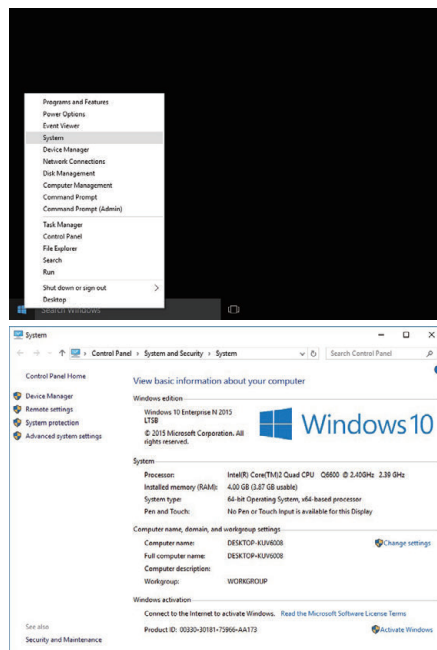 Programs and Features
Power Options
Event Viewer
System
Device Manager
Network Connections
Disk Management
Computer Management
Command Prompt
Command Prompt (Admin)
Task Manager
Control Panel
File Explorer
Search
Run
Shut down or sign out >
Desktop
Search Windows
System
Control Panel > System and Security > System
Search Control Panel
Control Panel Home
Device Manager
Remote settings
System protection
Advanced system settings
See also
Security and Maintenance
View basic information about your computer
Windows edition
Windows 10 Enterprise N 2015
LTSB
© 2015 Microsoft Corporation. All
rights reserved.
Windows 10
System
Processor: Intel(R) Core(TM)2 Quad CPU Q6600 @ 2.40GHz 2.39 GHz
Installed memory (RAM): 4.00 GB (3.87 GB usable)
System type: 64-bit Operating System, x64-based processor
Pen and Touch: No Pen or Touch Input is available for this Display
Computer name, domain, and workgroup settings
Computer name: DESKTOP-KUV6008
Change settings
Full computer name: DESKTOP-KUV6008
Computer description:
Workgroup: WORKGROUP
Windows activation
Connect to the Internet to activate Windows. Read the Microsoft Software License Terms
Product ID: 00330-30181-75966-AA173
Activate Windows